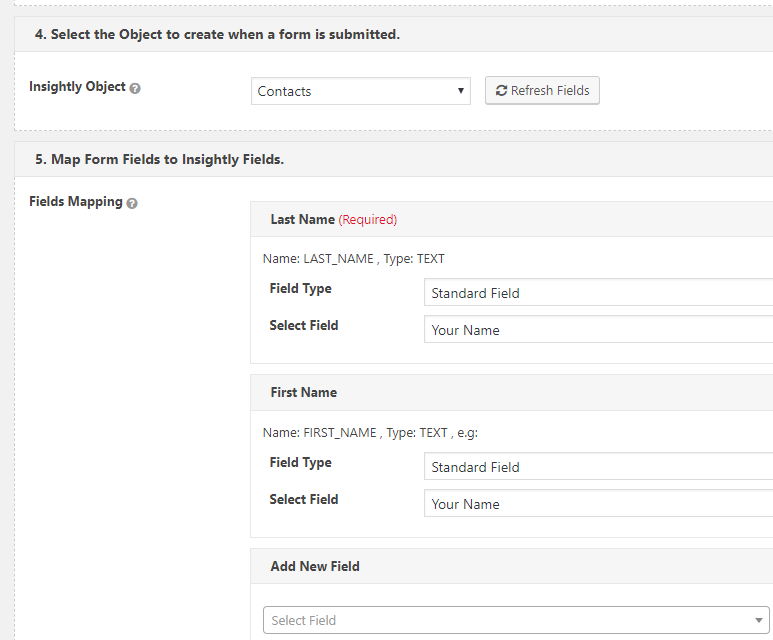 4. Select the Object to create when a form is submitted.
Insightly Object ?
Contacts
Refresh Fields
5. Map Form Fields to Insightly Fields.
Fields Mapping ?
Last Name (Required)
Name: LAST_NAME , Type: TEXT
Field Type
Standard Field
Select Field
Your Name
First Name
Name: FIRST_NAME , Type: TEXT , e.g:
Field Type
Standard Field
Select Field
Your Name
Add New Field
Select Field